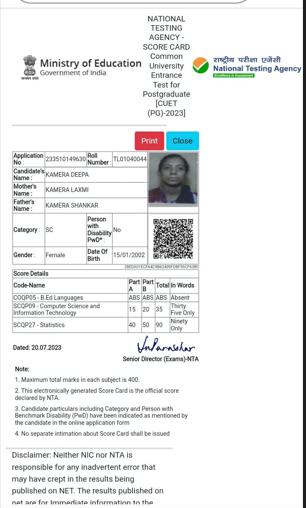 NATIONAL
TESTING
AGENCY -
SCORE CARD
Common
University
Entrance
Test for
Postgraduate
[CUET
(PG)-2023]
Ministry of Education
Government of India
राष्ट्रीय परीक्षा एजेंसी
National Testing Agency
Excellence in Assessment
Print Close
Application No : 233510149630 Roll Number : TL01040044
Candidate's Name : KAMERA DEEPA
Mother's Name : KAMERA LAXMI
Father's Name : KAMERA SHANKAR
Category : SC Person with Disability PwD* : No
Gender : Female Date Of Birth 15/01/2002
Score Details
Code-Name Part A Part B Total In Words
COQP05 - B.Ed Languages ABS ABS ABS Absent
SCQP09 - Computer Science and Information Technology 15 20 35 Thirty Five Only
SCQP27 - Statistics 40 50 90 Ninety Only
Dated: 20.07.2023
Senior Director (Exams)-NTA
Note:
1. Maximum total marks in each subject is 400.
2. This electronically generated Score Card is the official score
declared by NTA.
3. Candidate particulars including Category and Person with
Benchmark Disability (PwD) have been indicated as mentioned by
the candidate in the online application form
4. No separate intimation about Score Card shall be issued
Disclaimer: Neither NIC nor NTA is
responsible for any inadvertent error that
may have crept in the results being
published on NET. The results published on
net are for Immediate information to the